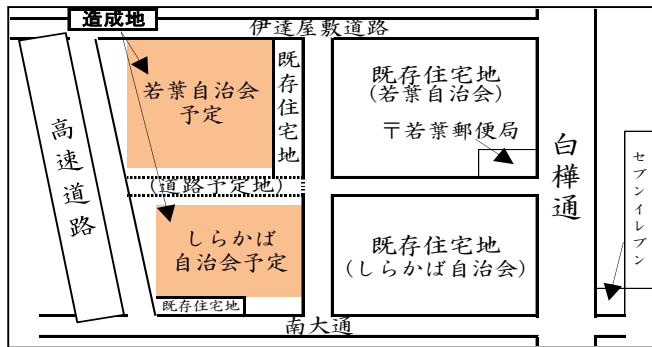 造成地
伊達屋敷道路
若葉自治会
予定
既存住宅地
既存住宅地
(若葉自治会)
〒若葉郵便局
高速道路
白樺通
セブンイレブン
(道路予定地)
しらかば
自治会予定
既存住宅地
(しらかば自治会)
既存住宅地
南大通